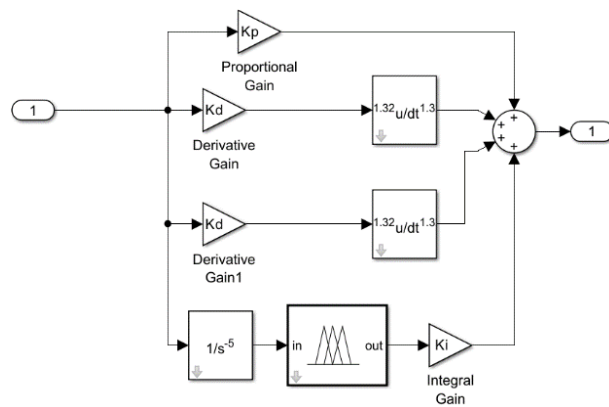 Kp
Proportional
Gain
1
Kd
1.32u/dt1.3
Derivative
Gain
+
+
+
+
1
Kd
1.32u/dt1.3
Derivative
Gain1
1/s-5
in
out
Ki
Integral
Gain